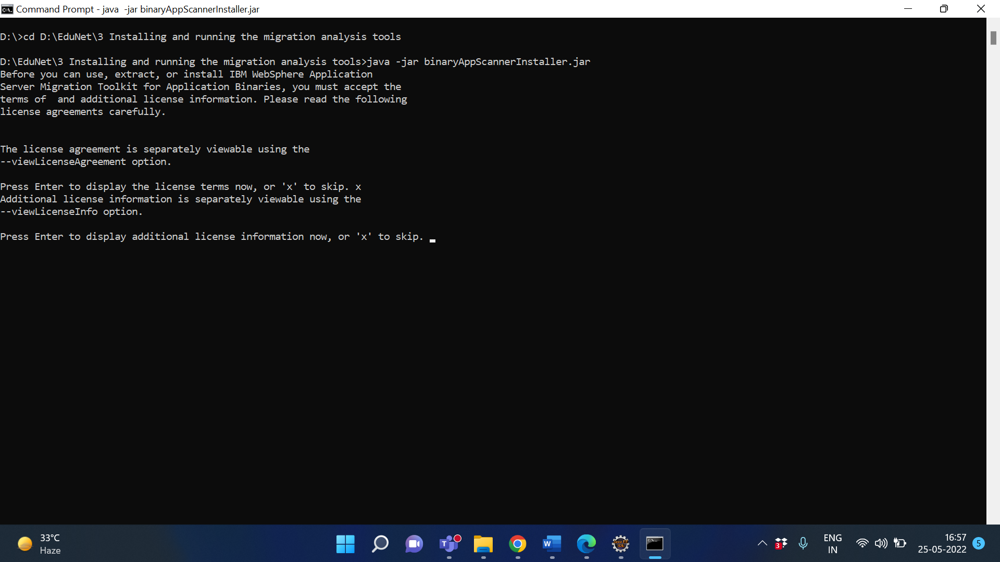 Command Prompt - java  -jar binaryAppScannerInstaller.jar
D:\>cd D:\EduNet\3 Installing and running the migration analysis tools
D:\EduNet\3 Installing and running the migration analysis tools>java -jar binaryAppScannerInstaller.jar
Before you can use, extract, or install IBM WebSphere Application
Server Migration Toolkit for Application Binaries, you must accept the
terms of  and additional license information. Please read the following
license agreements carefully.
The license agreement is separately viewable using the
--viewLicenseAgreement option.
Press Enter to display the license terms now, or 'x' to skip. x
Additional license information is separately viewable using the
--viewLicenseInfo option.
Press Enter to display additional license information now, or 'x' to skip.
33°C
Haze
T
W
Java EE
IDE
3
ENG
IN
16:57
25-05-2022
5